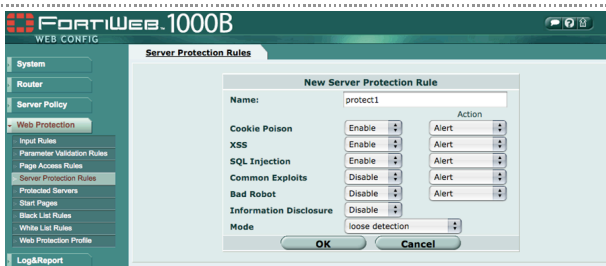 FORTIWEB 1000B
WEB CONFIG
System
Router
Server Policy
Web Protection
Input Rules
Parameter Validation Rules
Page Access Rules
Server Protection Rules
Protected Servers
Start Pages
Black List Rules
White List Rules
Web Protection Profile
Log&Report
Server Protection Rules
New Server Protection Rule
Name: protect1
Action
Cookie Poison Enable Alert
XSS Enable Alert
SQL Injection Enable Alert
Common Exploits Disable Alert
Bad Robot Disable Alert
Information Disclosure Disable
Mode loose detection
OK Cancel